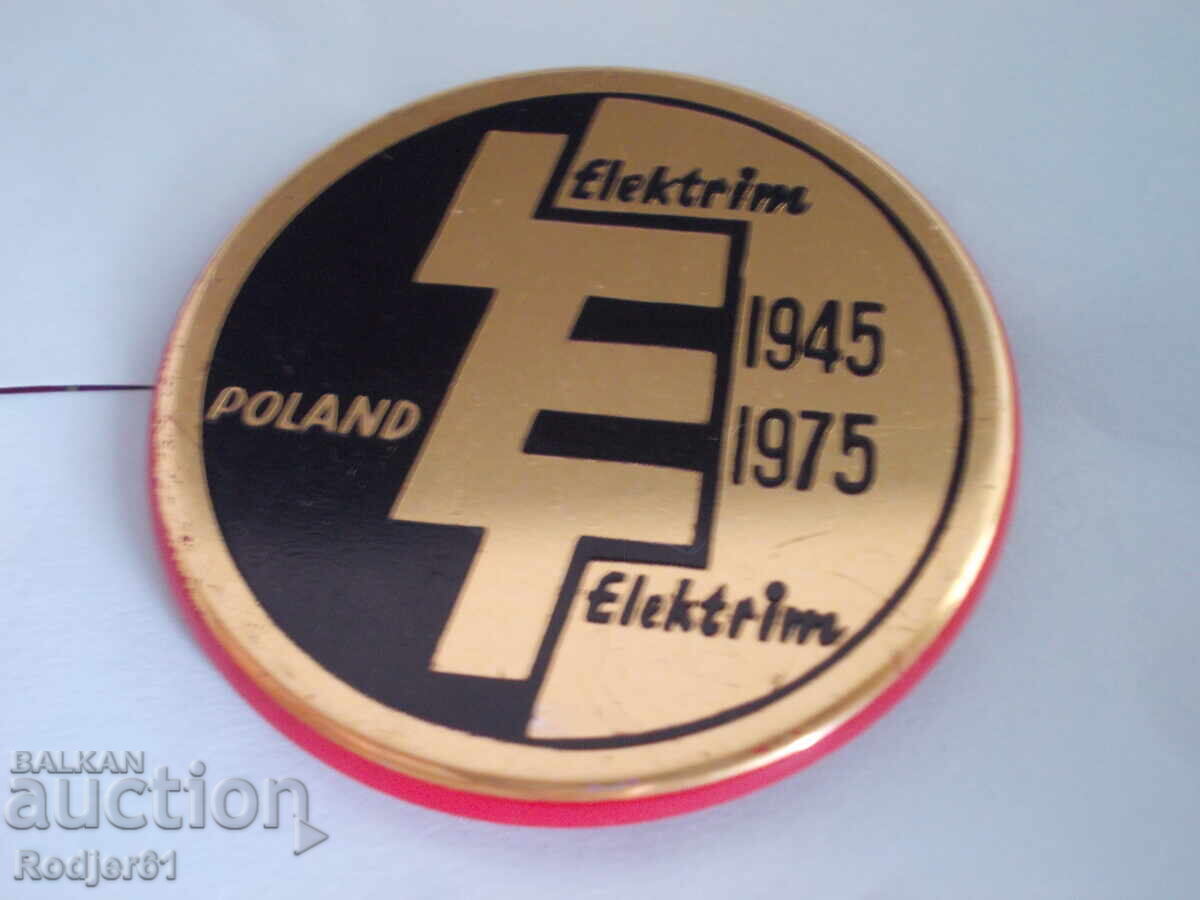 Elektrim
1945
1975
POLAND
Elektrim
BALKAN
auction
Rodjer61